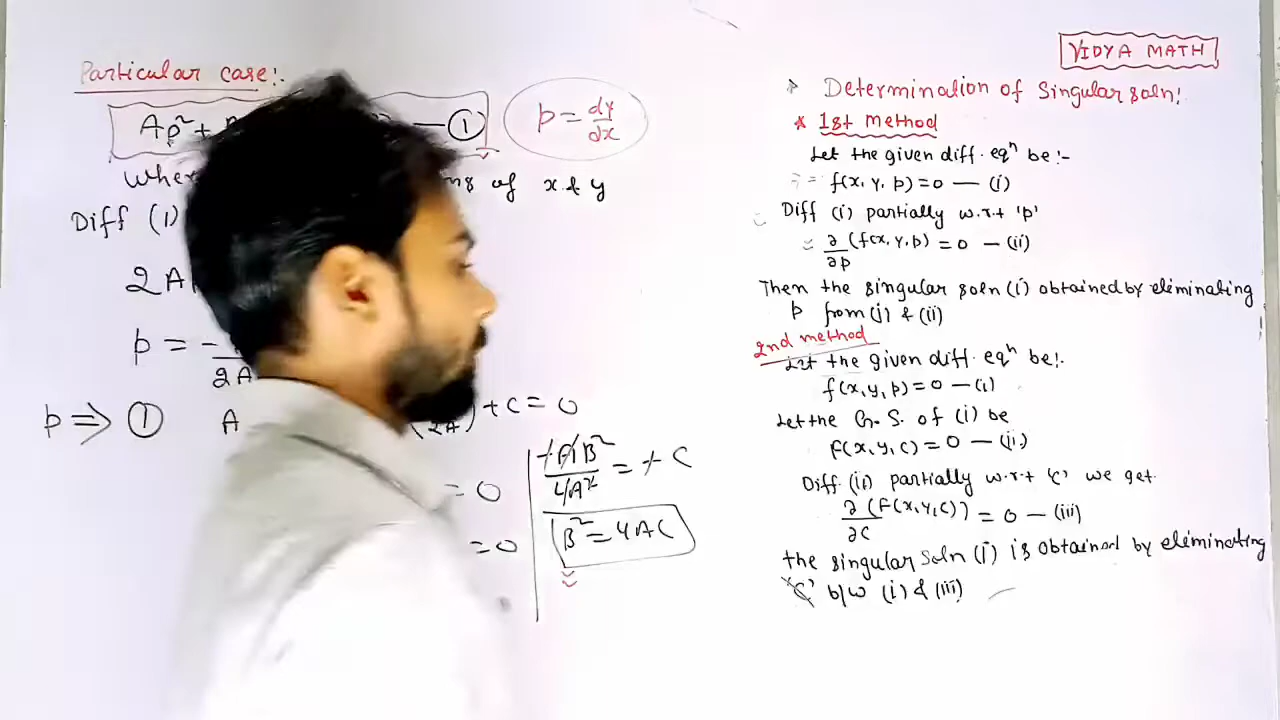 Particular case:
Ap² + — ①
p = dy/dx
of x & y
Diff (1)
p = -
2A
p ⇒ ① A (2A) + C = 0
= 0
= 0
+AB²/4A² = + C
B² = 4AC
VIDYA MATH
Determination of Singular soln!
* 1st method
Let the given diff. eqⁿ be:-
f(x, y, p) = 0 — (i)
Diff (i) partially w.r.t 'p'
∂/∂p (f(x, y, p) = 0 — (ii)
Then the singular soln (i) obtained by eliminating
p from (i) & (ii)
2nd method
Let the given diff. eqⁿ be!.
f(x, y, p) = 0 — (i)
Let the G. S. of (i) be
F(x, y, c) = 0 — (ii)
Diff (ii) partially w.r.t 'c' we get.
∂/∂c (F(x, y, c)) = 0 — (iii)
the singular soln (i) is obtained by eleminating
'C' b/w (i) & (iii)